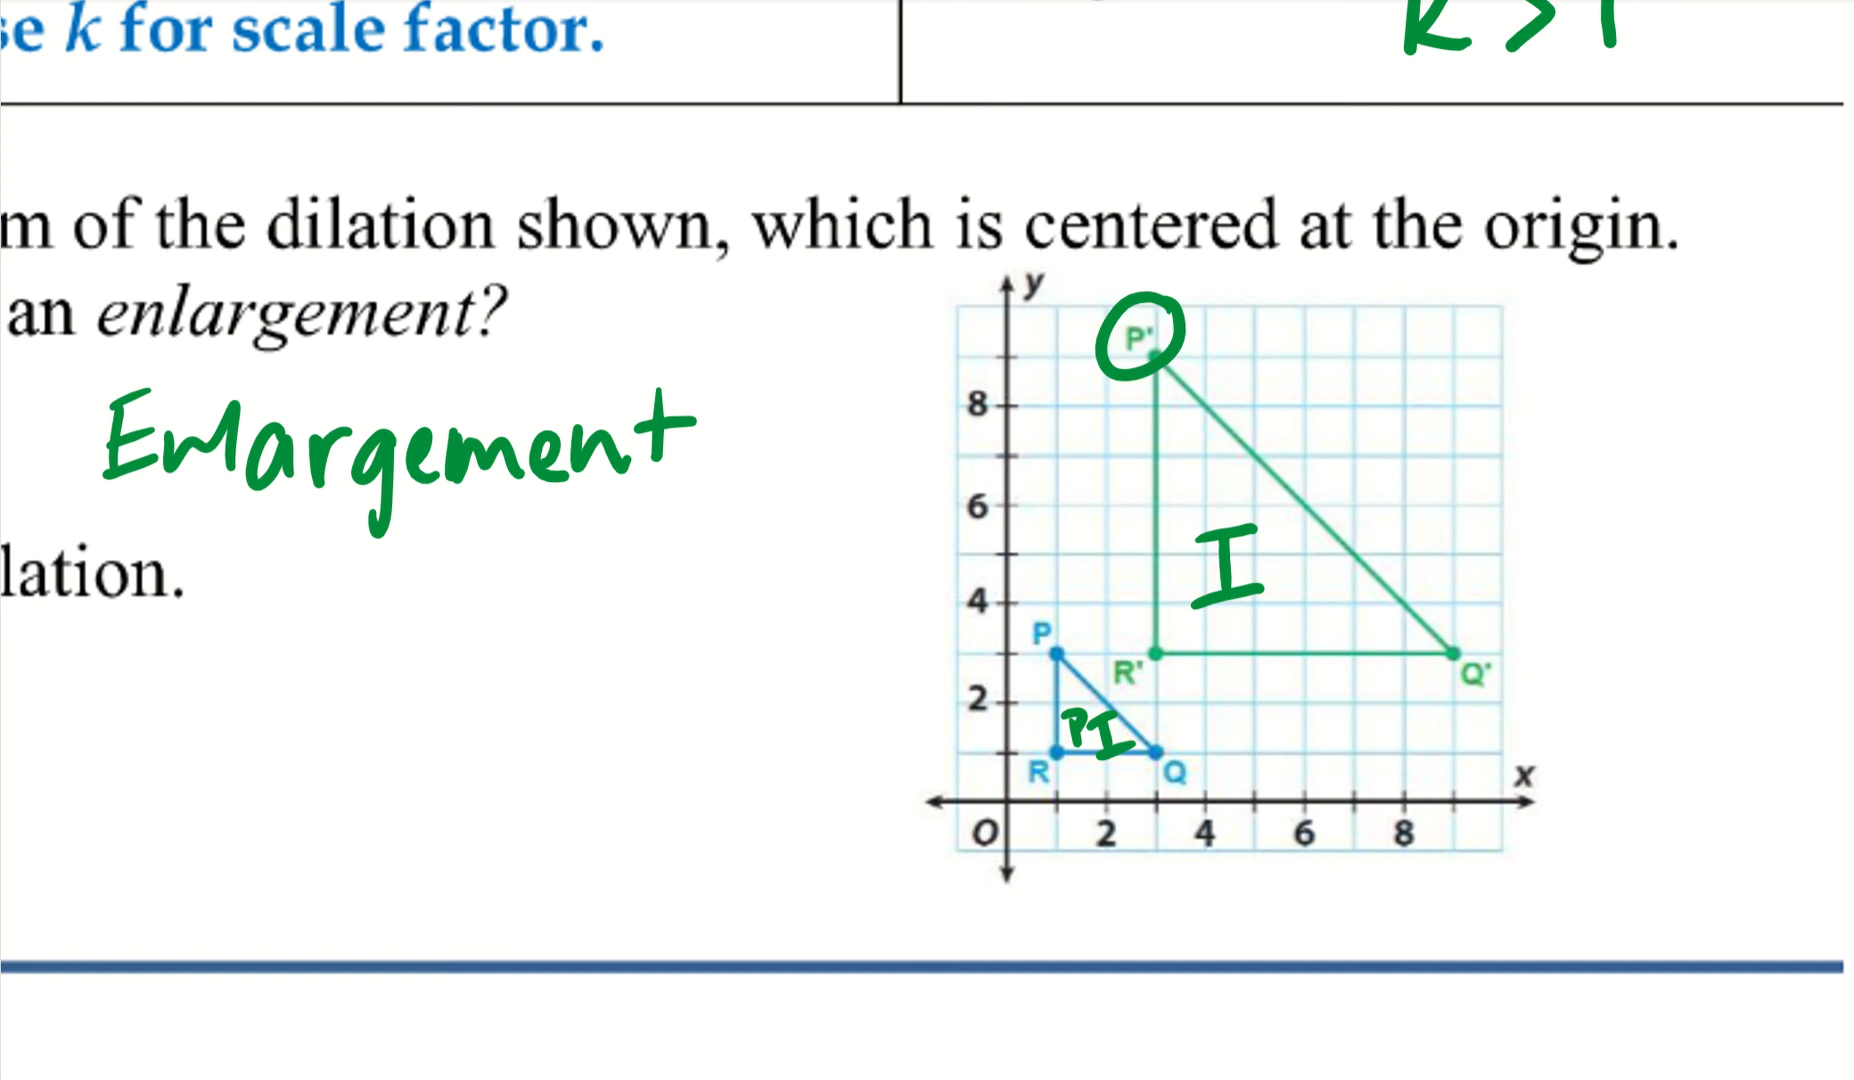 se k for scale factor.
k > 1
m of the dilation shown, which is centered at the origin.
an enlargement?
Enlargement
lation.
y
P'
8
6
I
4
P
R'
Q'
2
PI
R
Q
x
O
2
4
6
8